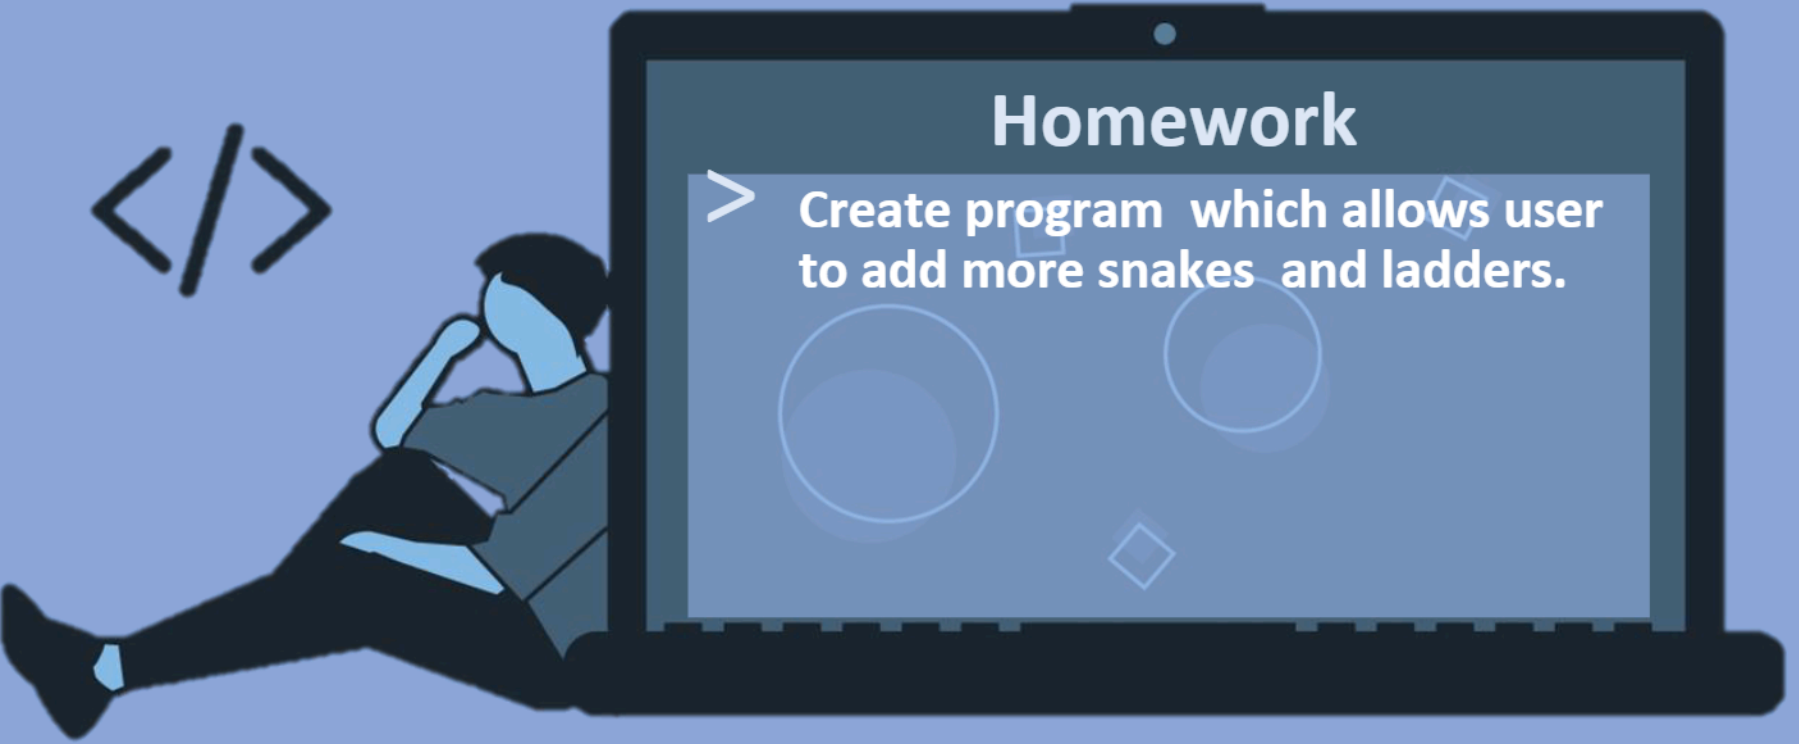 </>
Homework
> Create program which allows user
to add more snakes and ladders.